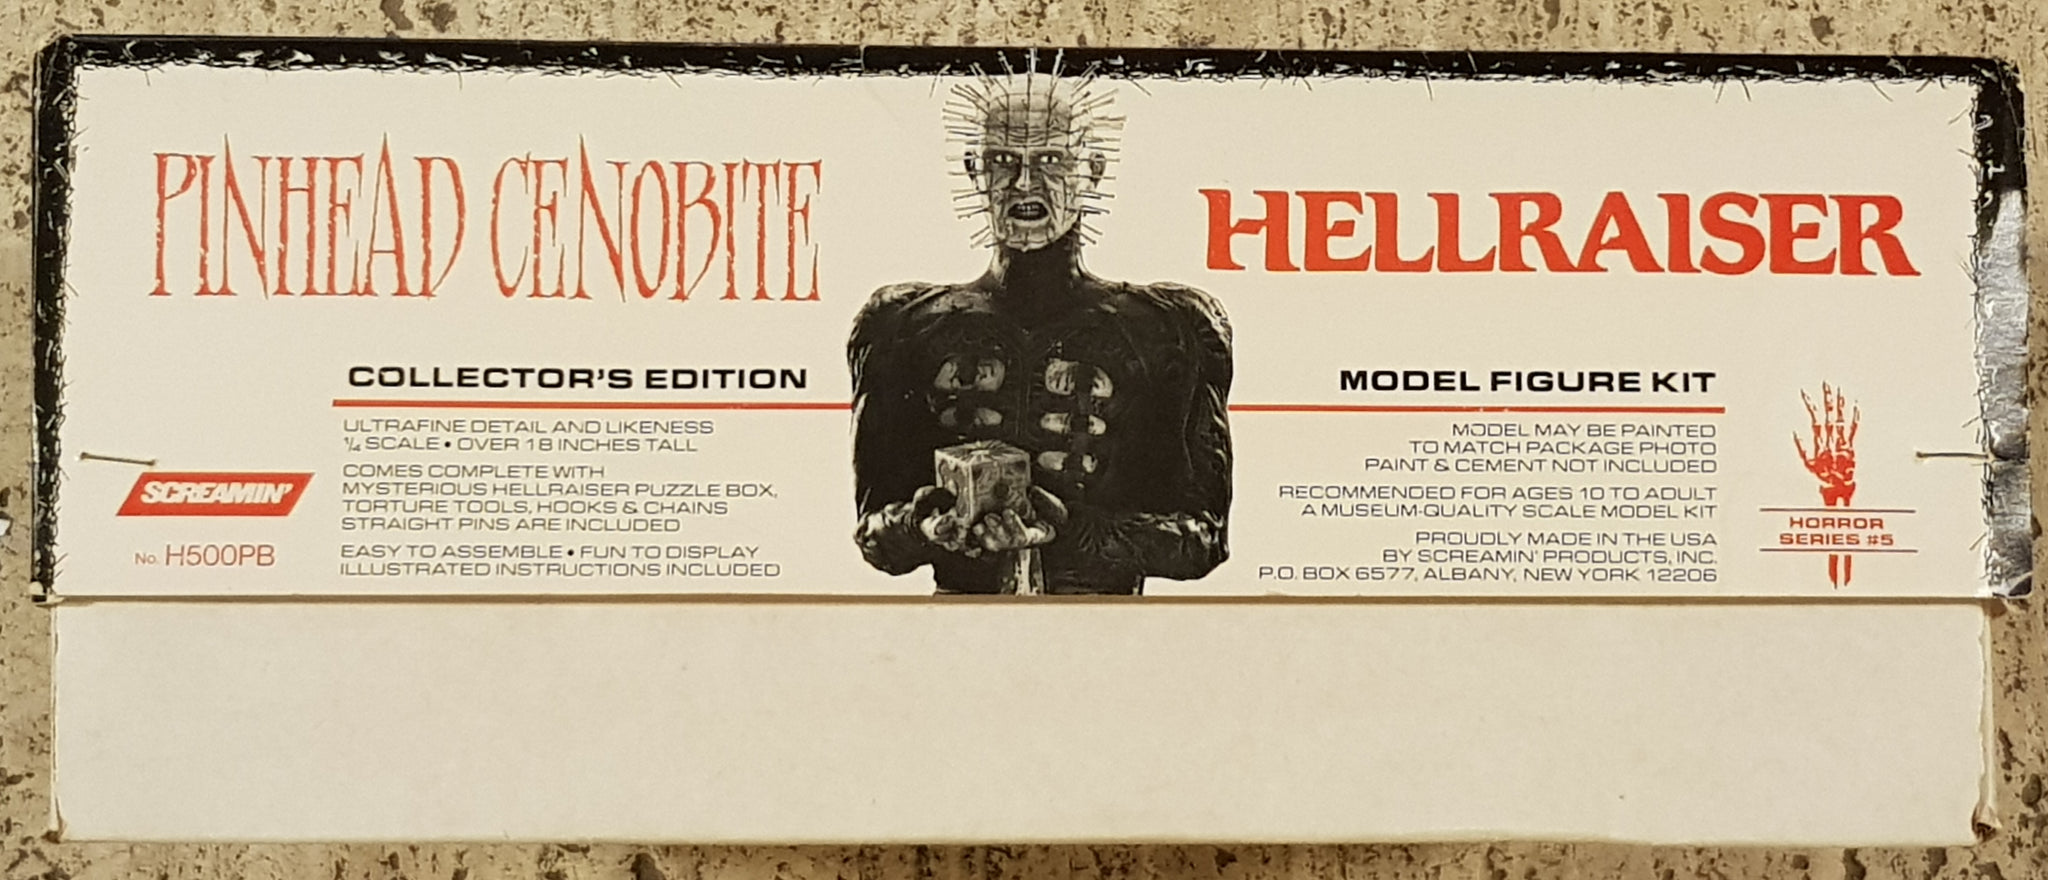 PINHEAD CENOBITE
HELLRAISER
COLLECTOR'S EDITION
ULTRAFINE DETAIL AND LIKENESS
¼ SCALE • OVER 18 INCHES TALL
COMES COMPLETE WITH
MYSTERIOUS HELLRAISER PUZZLE BOX,
TORTURE TOOLS, HOOKS & CHAINS
STRAIGHT PINS ARE INCLUDED
EASY TO ASSEMBLE • FUN TO DISPLAY
ILLUSTRATED INSTRUCTIONS INCLUDED
SCREAMIN'
No. H500PB
MODEL FIGURE KIT
MODEL MAY BE PAINTED
TO MATCH PACKAGE PHOTO
PAINT & CEMENT NOT INCLUDED
RECOMMENDED FOR AGES 10 TO ADULT
A MUSEUM-QUALITY SCALE MODEL KIT
PROUDLY MADE IN THE USA
BY SCREAMIN' PRODUCTS, INC.
P.O. BOX 6577, ALBANY, NEW YORK 12206
HORROR
SERIES #5